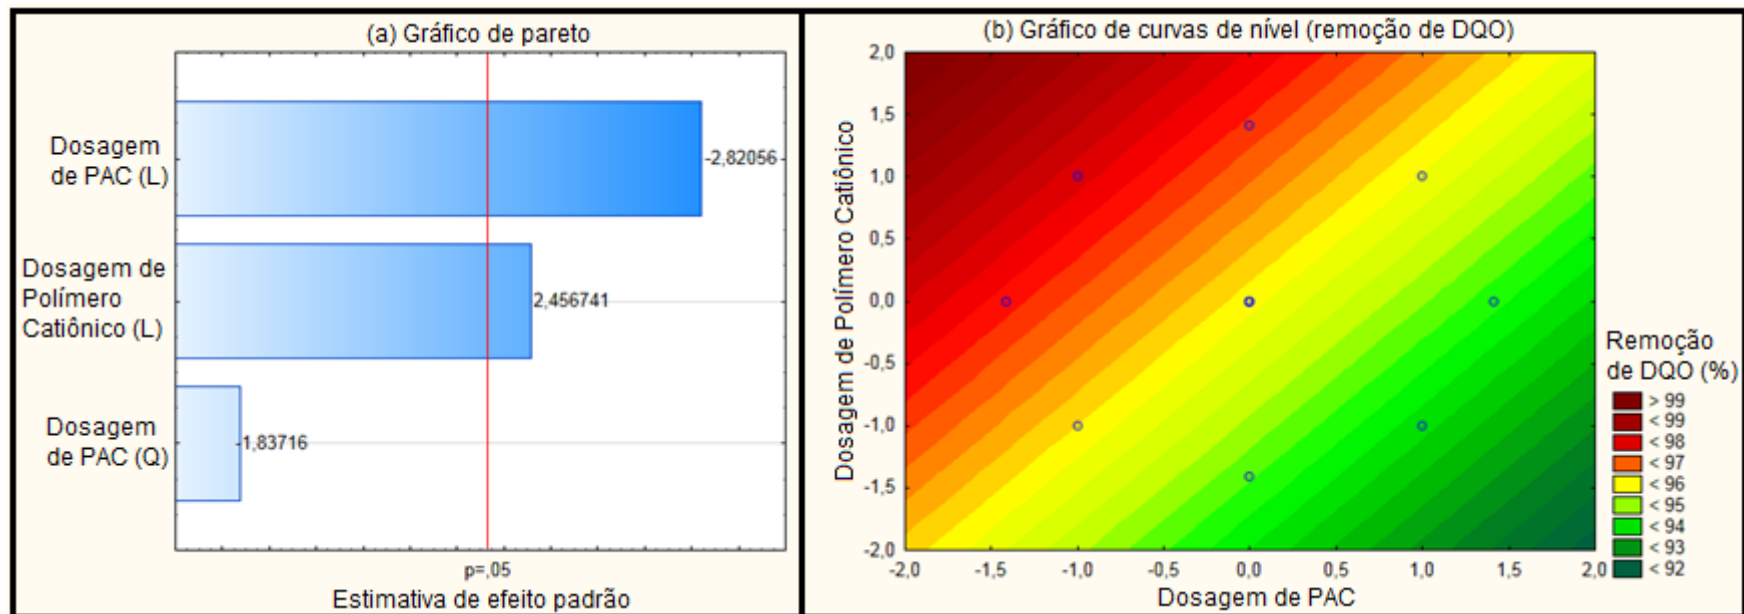 (a) Gráfico de pareto
Dosagem
de PAC (L)
-2,82056
Dosagem de
Polímero
Catiônico (L)
2,456741
Dosagem
de PAC (Q)
-1,83716
p=,05
Estimativa de efeito padrão
(b) Gráfico de curvas de nível (remoção de DQO)
Dosagem de Polímero Catiônico
2,0
1,5
1,0
0,5
0,0
-0,5
-1,0
-1,5
-2,0
-2,0 -1,5 -1,0 -0,5 0,0 0,5 1,0 1,5 2,0
Dosagem de PAC
Remoção
de DQO (%)
> 99
< 99
< 98
< 97
< 96
< 95
< 94
< 93
< 92